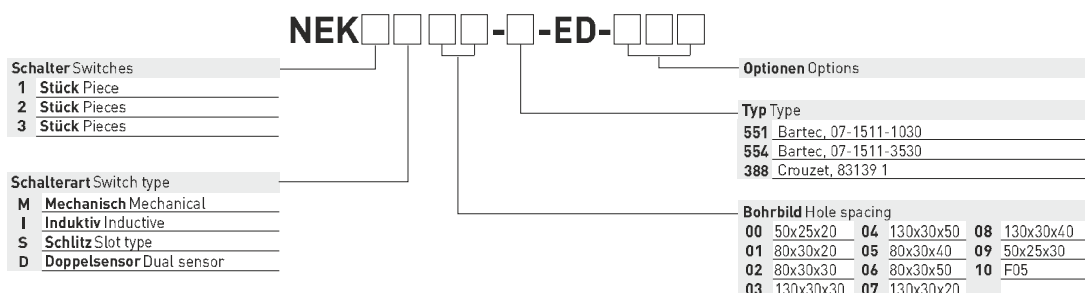 NEK□□ □□-□-ED-□□□
Schalter Switches
1 Stück Piece
2 Stück Pieces
3 Stück Pieces
Schalterart Switch type
M Mechanisch Mechanical
I Induktiv Inductive
S Schlitz Slot type
D Doppelsensor Dual sensor
Optionen Options
Typ Type
551 Bartec, 07-1511-1030
554 Bartec, 07-1511-3530
388 Crouzet, 83139 1
Bohrbild Hole spacing
00 50x25x20 04 130x30x50 08 130x30x40
01 80x30x20 05 80x30x40 09 50x25x30
02 80x30x30 06 80x30x50 10 F05
03 130x30x30 07 130x30x20